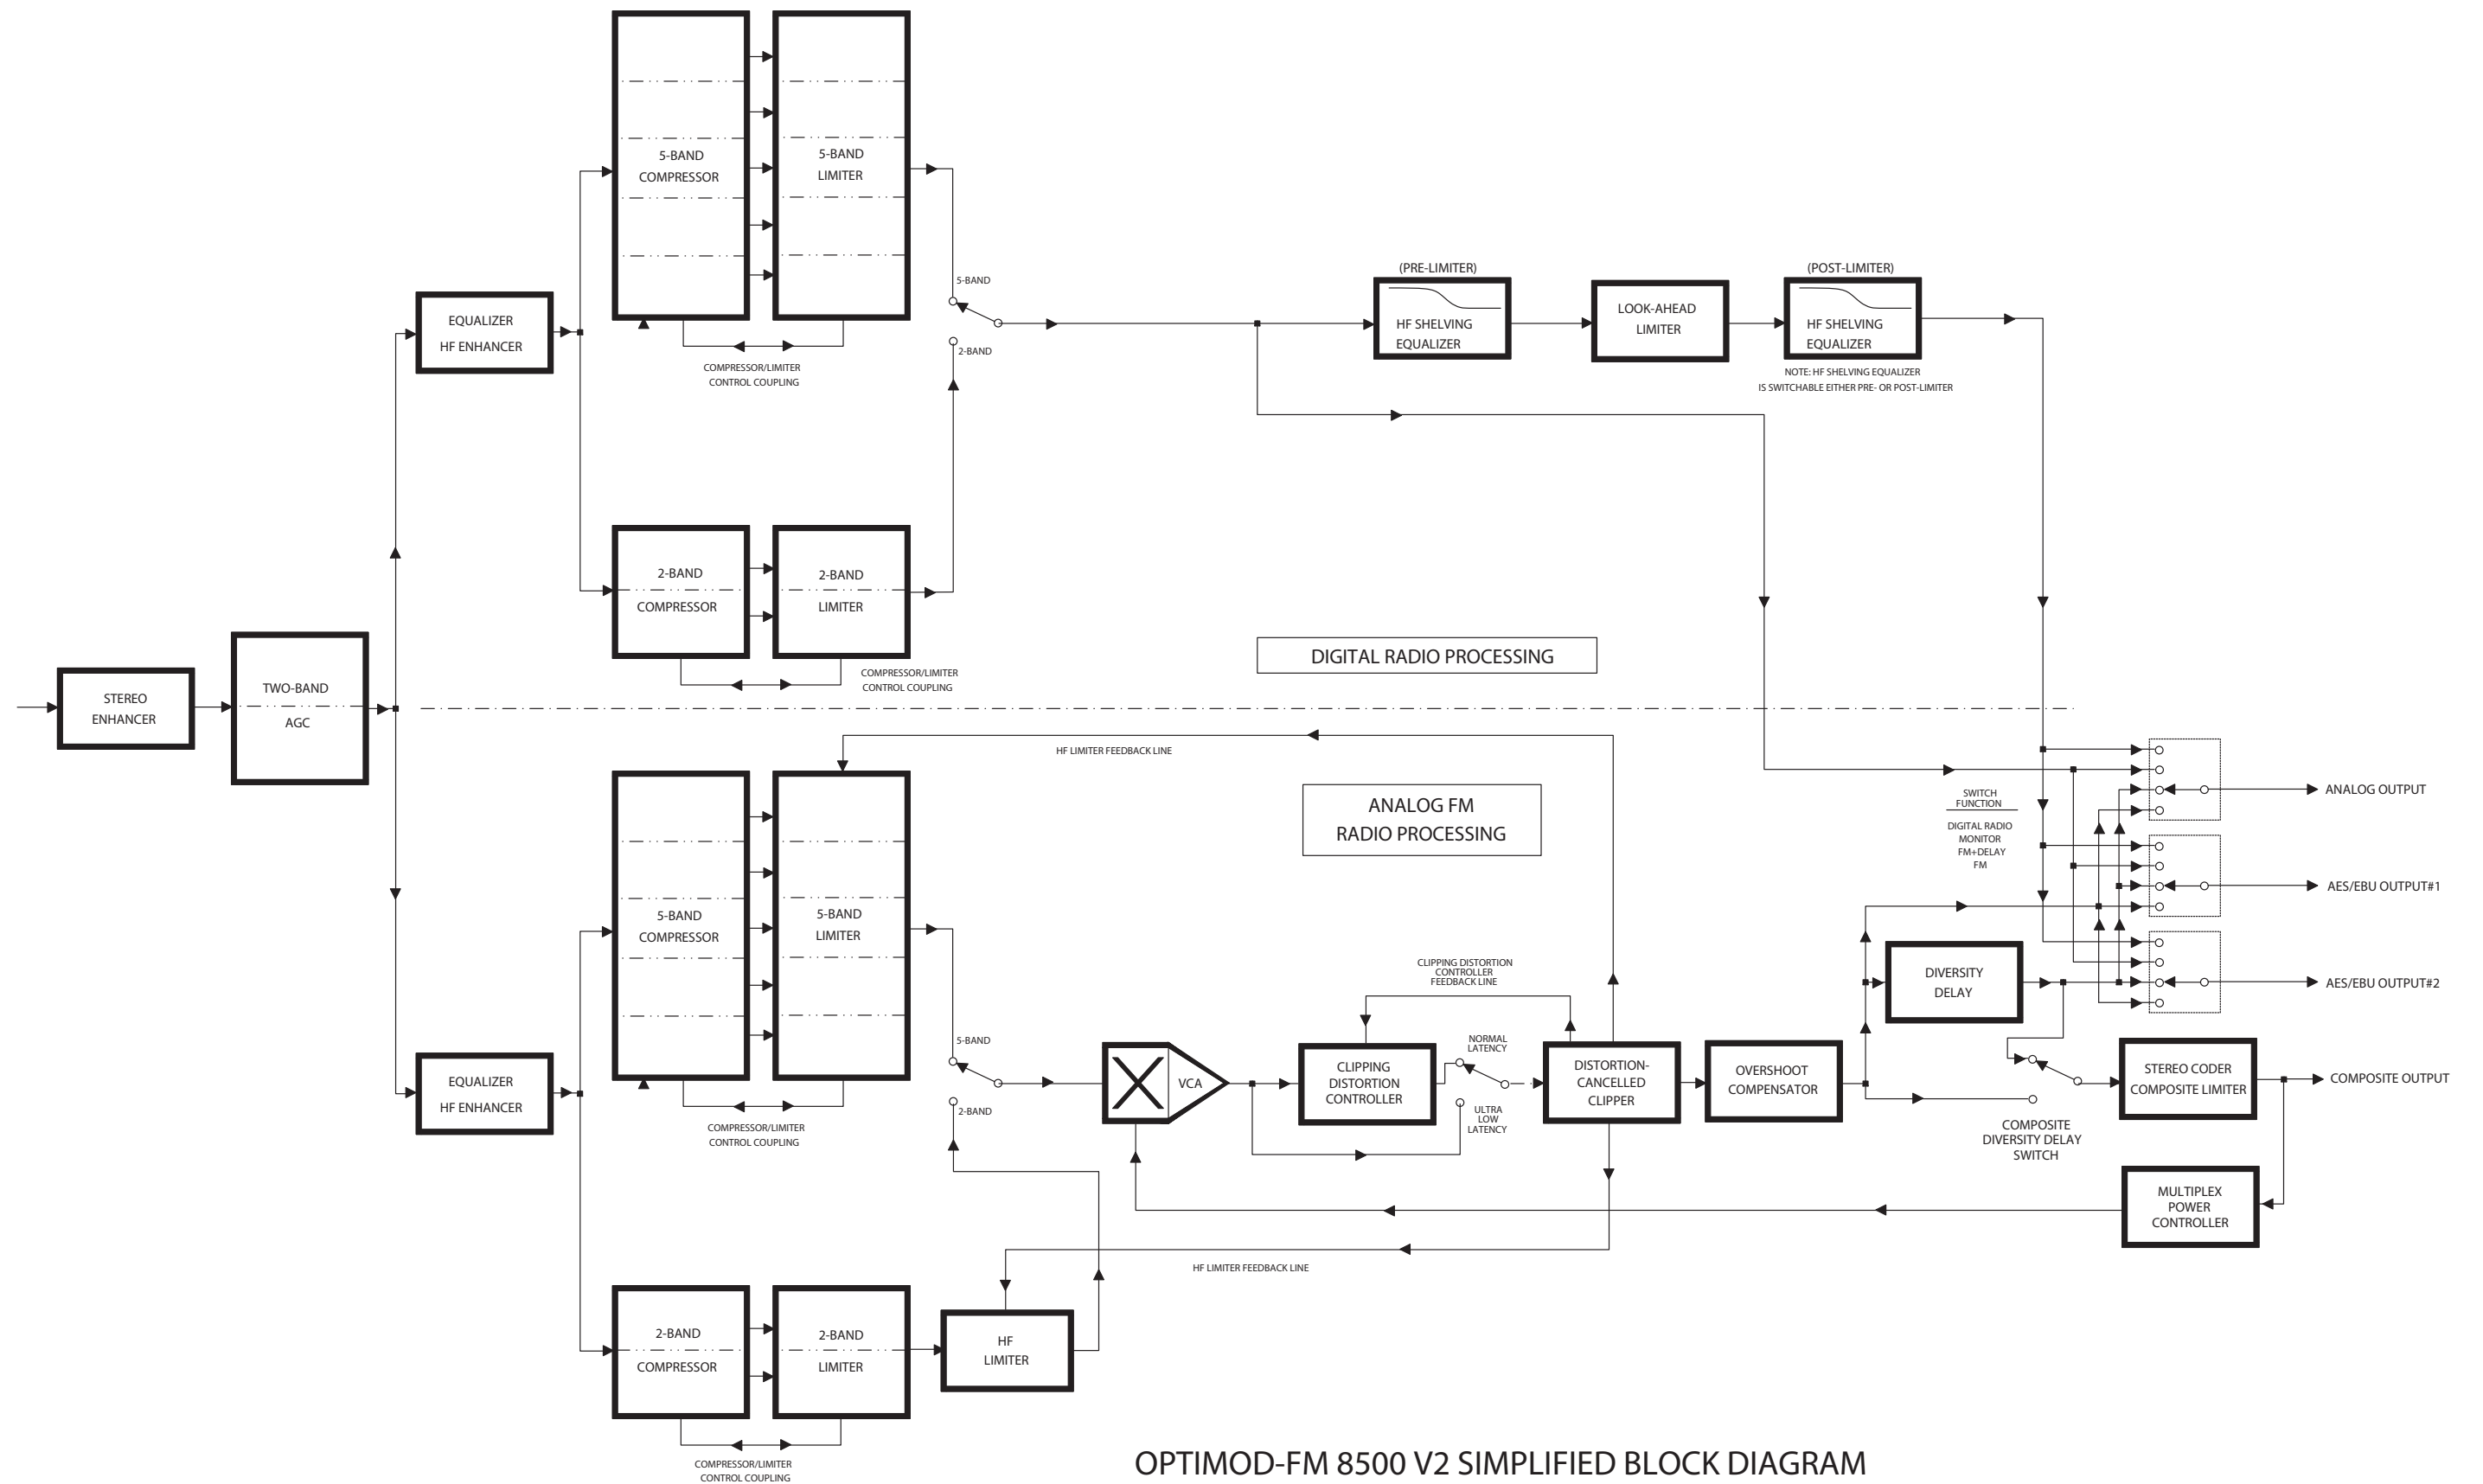 5-BAND
COMPRESSOR
5-BAND
LIMITER
5-BAND
2-BAND
EQUALIZER
HF ENHANCER
COMPRESSOR/LIMITER
CONTROL COUPLING
(PRE-LIMITER)
HF SHELVING
EQUALIZER
LOOK-AHEAD
LIMITER
(POST-LIMITER)
HF SHELVING
EQUALIZER
NOTE: HF SHELVING EQUALIZER
IS SWITCHABLE EITHER PRE- OR POST-LIMITER
2-BAND
COMPRESSOR
2-BAND
LIMITER
COMPRESSOR/LIMITER
CONTROL COUPLING
DIGITAL RADIO PROCESSING
STEREO
ENHANCER
TWO-BAND
AGC
HF LIMITER FEEDBACK LINE
ANALOG FM
RADIO PROCESSING
SWITCH
FUNCTION
DIGITAL RADIO
MONITOR
FM+DELAY
FM
ANALOG OUTPUT
AES/EBU OUTPUT#1
AES/EBU OUTPUT#2
5-BAND
COMPRESSOR
5-BAND
LIMITER
5-BAND
2-BAND
EQUALIZER
HF ENHANCER
COMPRESSOR/LIMITER
CONTROL COUPLING
VCA
CLIPPING DISTORTION
CONTROLLER
FEEDBACK LINE
CLIPPING
DISTORTION
CONTROLLER
NORMAL
LATENCY
ULTRA
LOW
LATENCY
DISTORTION-
CANCELLED
CLIPPER
OVERSHOOT
COMPENSATOR
DIVERSITY
DELAY
STEREO CODER
COMPOSITE LIMITER
COMPOSITE OUTPUT
COMPOSITE
DIVERSITY DELAY
SWITCH
MULTIPLEX
POWER
CONTROLLER
HF LIMITER FEEDBACK LINE
2-BAND
COMPRESSOR
2-BAND
LIMITER
HF
LIMITER
COMPRESSOR/LIMITER
CONTROL COUPLING
OPTIMOD-FM 8500 V2 SIMPLIFIED BLOCK DIAGRAM